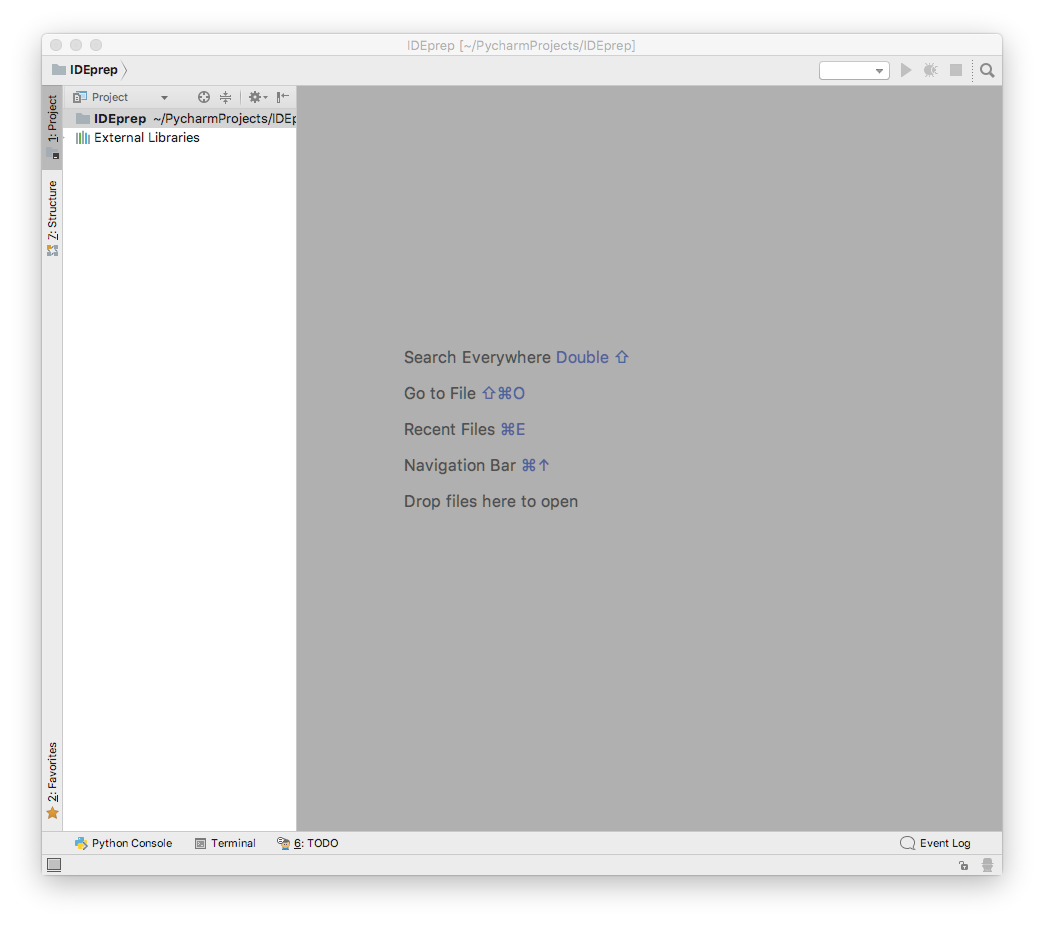 IDEprep [~/PycharmProjects/IDEprep]
IDEprep
1: Project
Project
IDEprep ~/PycharmProjects/IDEp
External Libraries
7: Structure
Search Everywhere Double ⇧
Go to File ⇧⌘O
Recent Files ⌘E
Navigation Bar ⌘↑
Drop files here to open
2: Favorites
Python Console Terminal 6: TODO Event Log